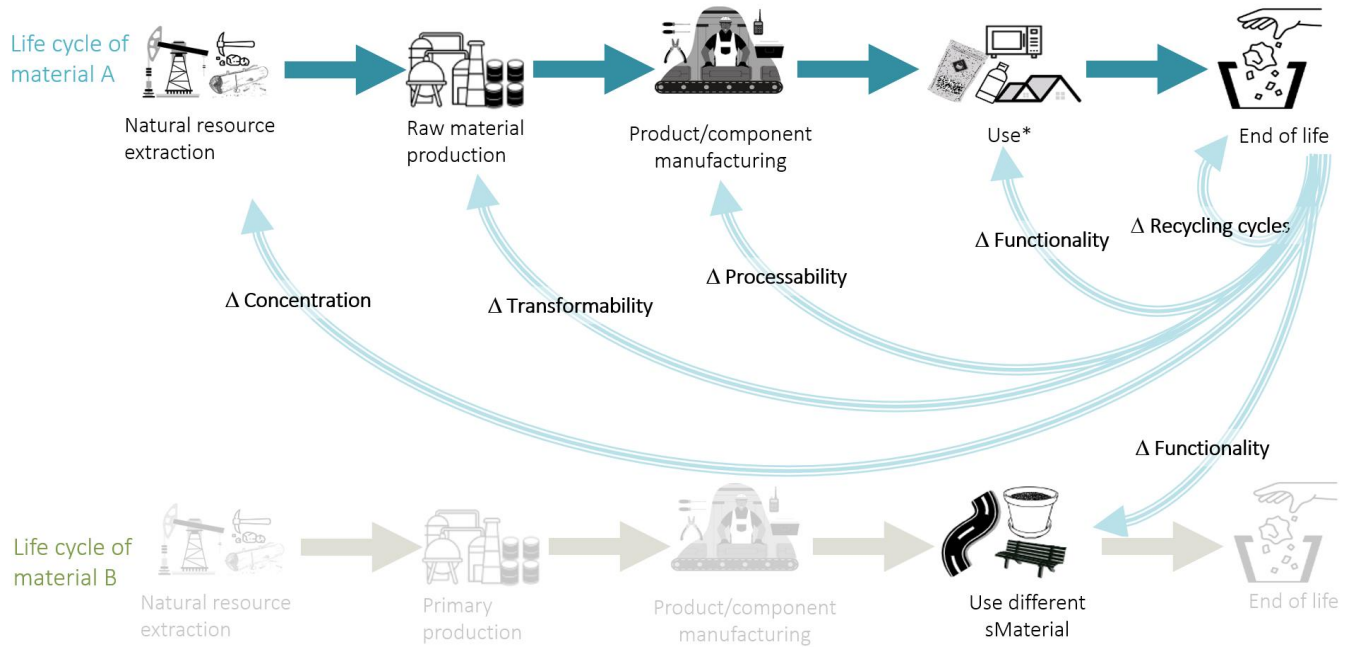 Life cycle of
material A
Natural resource
extraction
Raw material
production
Product/component
manufacturing
Use*
End of life
Δ Concentration
Δ Transformability
Δ Processability
Δ Functionality
Δ Recycling cycles
Δ Functionality
Life cycle of
material B
Natural resource
extraction
Primary
production
Product/component
manufacturing
Use different
sMaterial
End of life